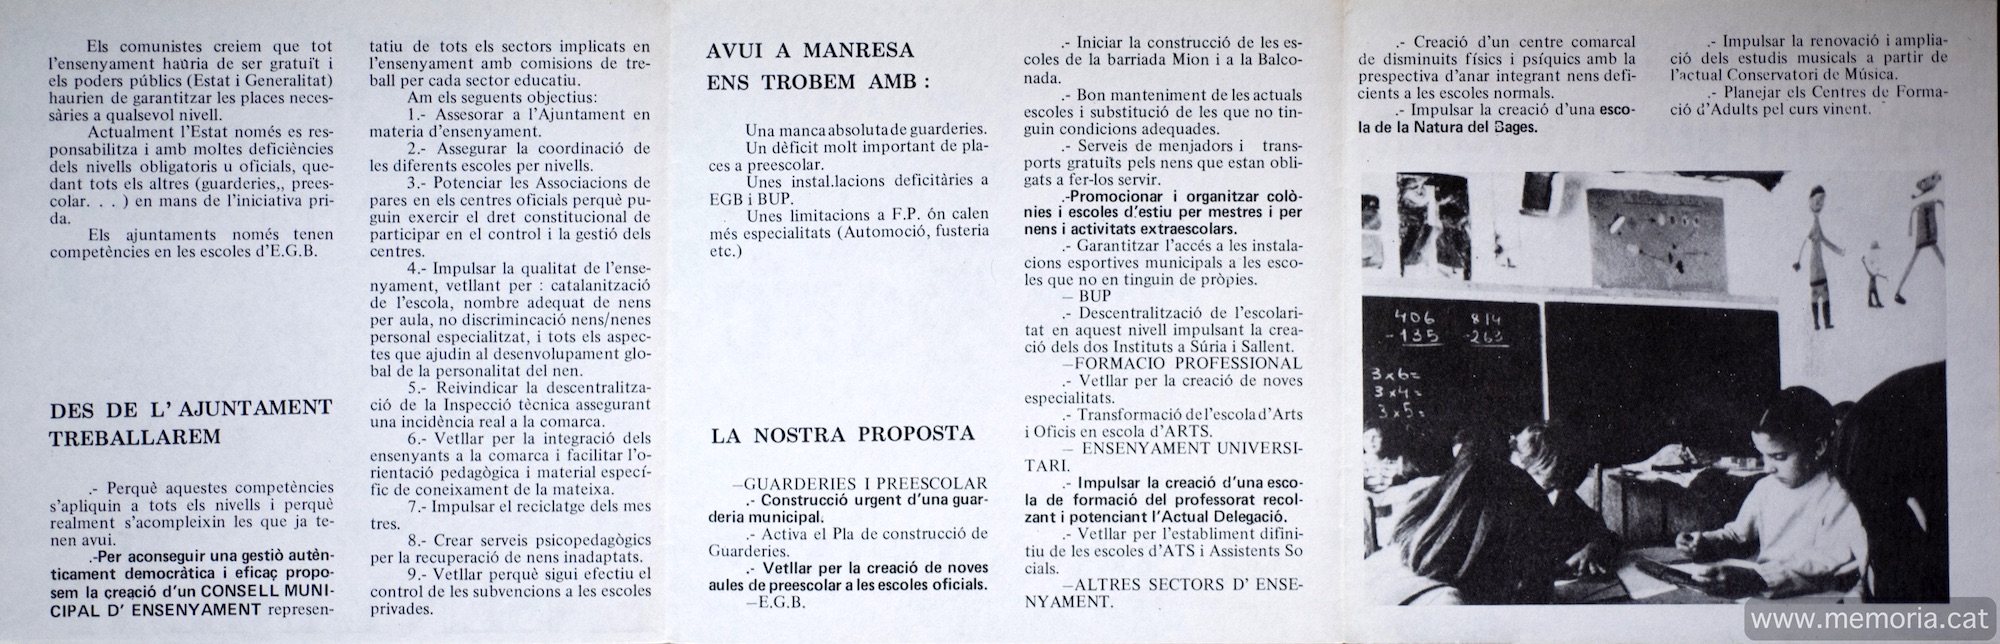 Els comunistes creiem que tot
l'ensenyament haüria de ser gratuït i
els poders públics (Estat i Generalitat)
haurien de garantitzar les places neces-
sàries a qualsevol nivell.
Actualment l'Estat només es res-
ponsabilitza i amb moltes deficiències
dels nivells obligatoris u oficials, que-
dant tots els altres (guarderies,, prees-
colar. . . ) en mans de l'iniciativa pri-
da.
Els ajuntaments només tenen
competències en les escoles d'E.G.B.
DES DE L' AJUNTAMENT
TREBALLAREM
.- Perquè aquestes competències
s'apliquin a tots els nivells i perquè
realment s'acompleixin les que ja te-
nen avui.
.-Per aconseguir una gestiò autèn-
ticament democràtica i eficaç propo-
sem la creació d'un CONSELL MUNI-
CIPAL D' ENSENYAMENT represen-
tatiu de tots els sectors implicats en
l'ensenyament amb comisions de tre-
ball per cada sector educatiu.
Am els seguents objectius:
1.- Assesorar a l'Ajuntament en
materia d'ensenyament.
2.- Assegurar la coordinació de
les diferents escoles per nivells.
3.- Potenciar les Associacions de
pares en els centres oficials perquè pu-
guin exercir el dret constitucional de
participar en el control i la gestió dels
centres.
4.- Impulsar la qualitat de l'ense-
nyament, vetllant per : catalanització
de l'escola, nombre adequat de nens
per aula, no discrimincació nens/nenes
personal especialitzat, i tots els aspec-
tes que ajudin al desenvolupament glo-
bal de la personalitat del nen.
5.- Reivindicar la descentralitza-
ció de la Inspecció tècnica assegurant
una incidència real a la comarca.
6.- Vetllar per la integració dels
ensenyants a la comarca i facilitar l'o-
rientació pedagògica i material especí-
fic de coneixament de la mateixa.
7.- Impulsar el reciclatge dels mes
tres.
8.- Crear serveis psicopedagògics
per la recuperació de nens inadaptats.
9.- Vetllar perquè sigui efectiu el
control de les subvencions a les escoles
privades.
AVUI A MANRESA
ENS TROBEM AMB :
Una manca absoluta de guarderies.
Un dèficit molt important de pla-
ces a preescolar.
Unes instal.lacions deficitàries a
EGB i BUP.
Unes limitacions a F.P. ón calen
més especialitats (Automoció, fusteria
etc.)
LA NOSTRA PROPOSTA
—GUARDERIES I PREESCOLAR
.- Construcció urgent d'una guar-
deria municipal.
.- Activa el Pla de construcció de
Guarderies.
.- Vetllar per la creació de noves
aules de preescolar a les escoles oficials.
—E.G.B.
.- Iniciar la construcció de les es-
coles de la barriada Mion i a la Balco-
nada.
.- Bon manteniment de les actuals
escoles i substitució de les que no tin-
guin condicions adequades.
.- Serveis de menjadors i trans-
ports gratuïts pels nens que estan obli-
gats a fer-los servir.
.-Promocionar i organitzar colò-
nies i escoles d'estiu per mestres i per
nens i activitats extraescolars.
.- Garantitzar l'accés a les instala-
cions esportives municipals a les esco-
les que no en tinguin de pròpies.
— BUP
.- Descentralització de l'escolari-
tat en aquest nivell impulsant la crea-
ció dels dos Instituts a Súria i Sallent.
—FORMACIO PROFESSIONAL
.- Vetllar per la creació de noves
especialitats.
.- Transformació de l'escola d'Arts
i Oficis en escola d'ARTS.
— ENSENYAMENT UNIVERSI-
TARI.
.- Impulsar la creació d'una esco-
la de formació del professorat recol-
zant i potenciant l'Actual Delegació.
.- Vetllar per l'establiment difini-
tiu de les escoles d'ATS i Assistents So
cials.
—ALTRES SECTORS D' ENSE-
NYAMENT.
.- Creació d'un centre comarcal
de disminuits físics i psíquics amb la
prespectiva d'anar integrant nens defi-
cients a les escoles normals.
.- Impulsar la creació d'una esco-
la de la Natura del Bages.
.- Impulsar la renovació i amplia-
ció dels estudis musicals a partir de
l'actual Conservatori de Música.
.- Planejar els Centres de Forma-
ció d'Adults pel curs vinent.
406 814
-135 -263
3x6=
3x4=
3x5=
www.memoria.cat